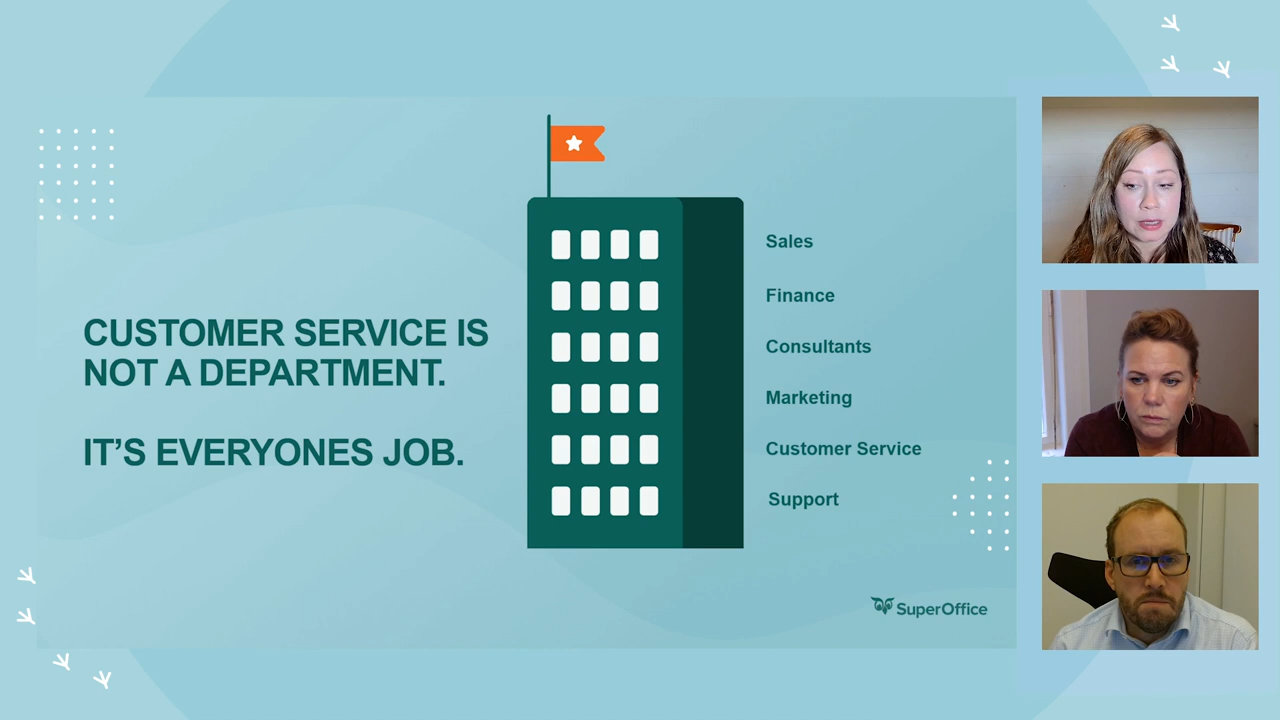 CUSTOMER SERVICE IS
NOT A DEPARTMENT.
IT’S EVERYONES JOB.
Sales
Finance
Consultants
Marketing
Customer Service
Support
SuperOffice